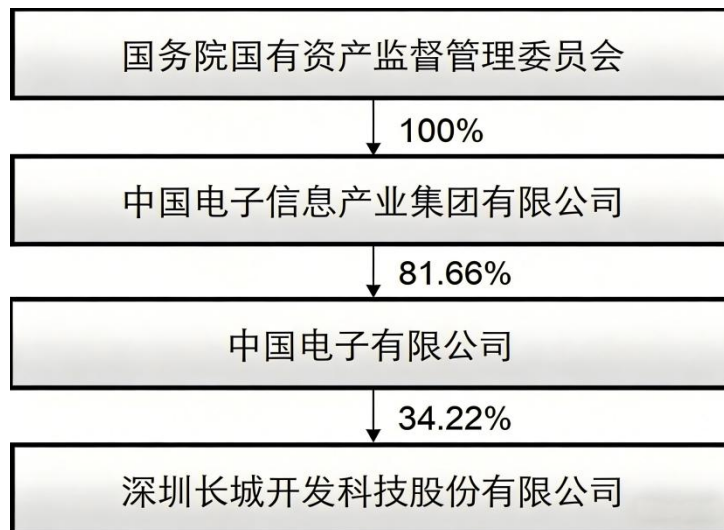 国务院国有资产监督管理委员会
100%
中国电子信息产业集团有限公司
81.66%
中国电子有限公司
34.22%
深圳长城开发科技股份有限公司